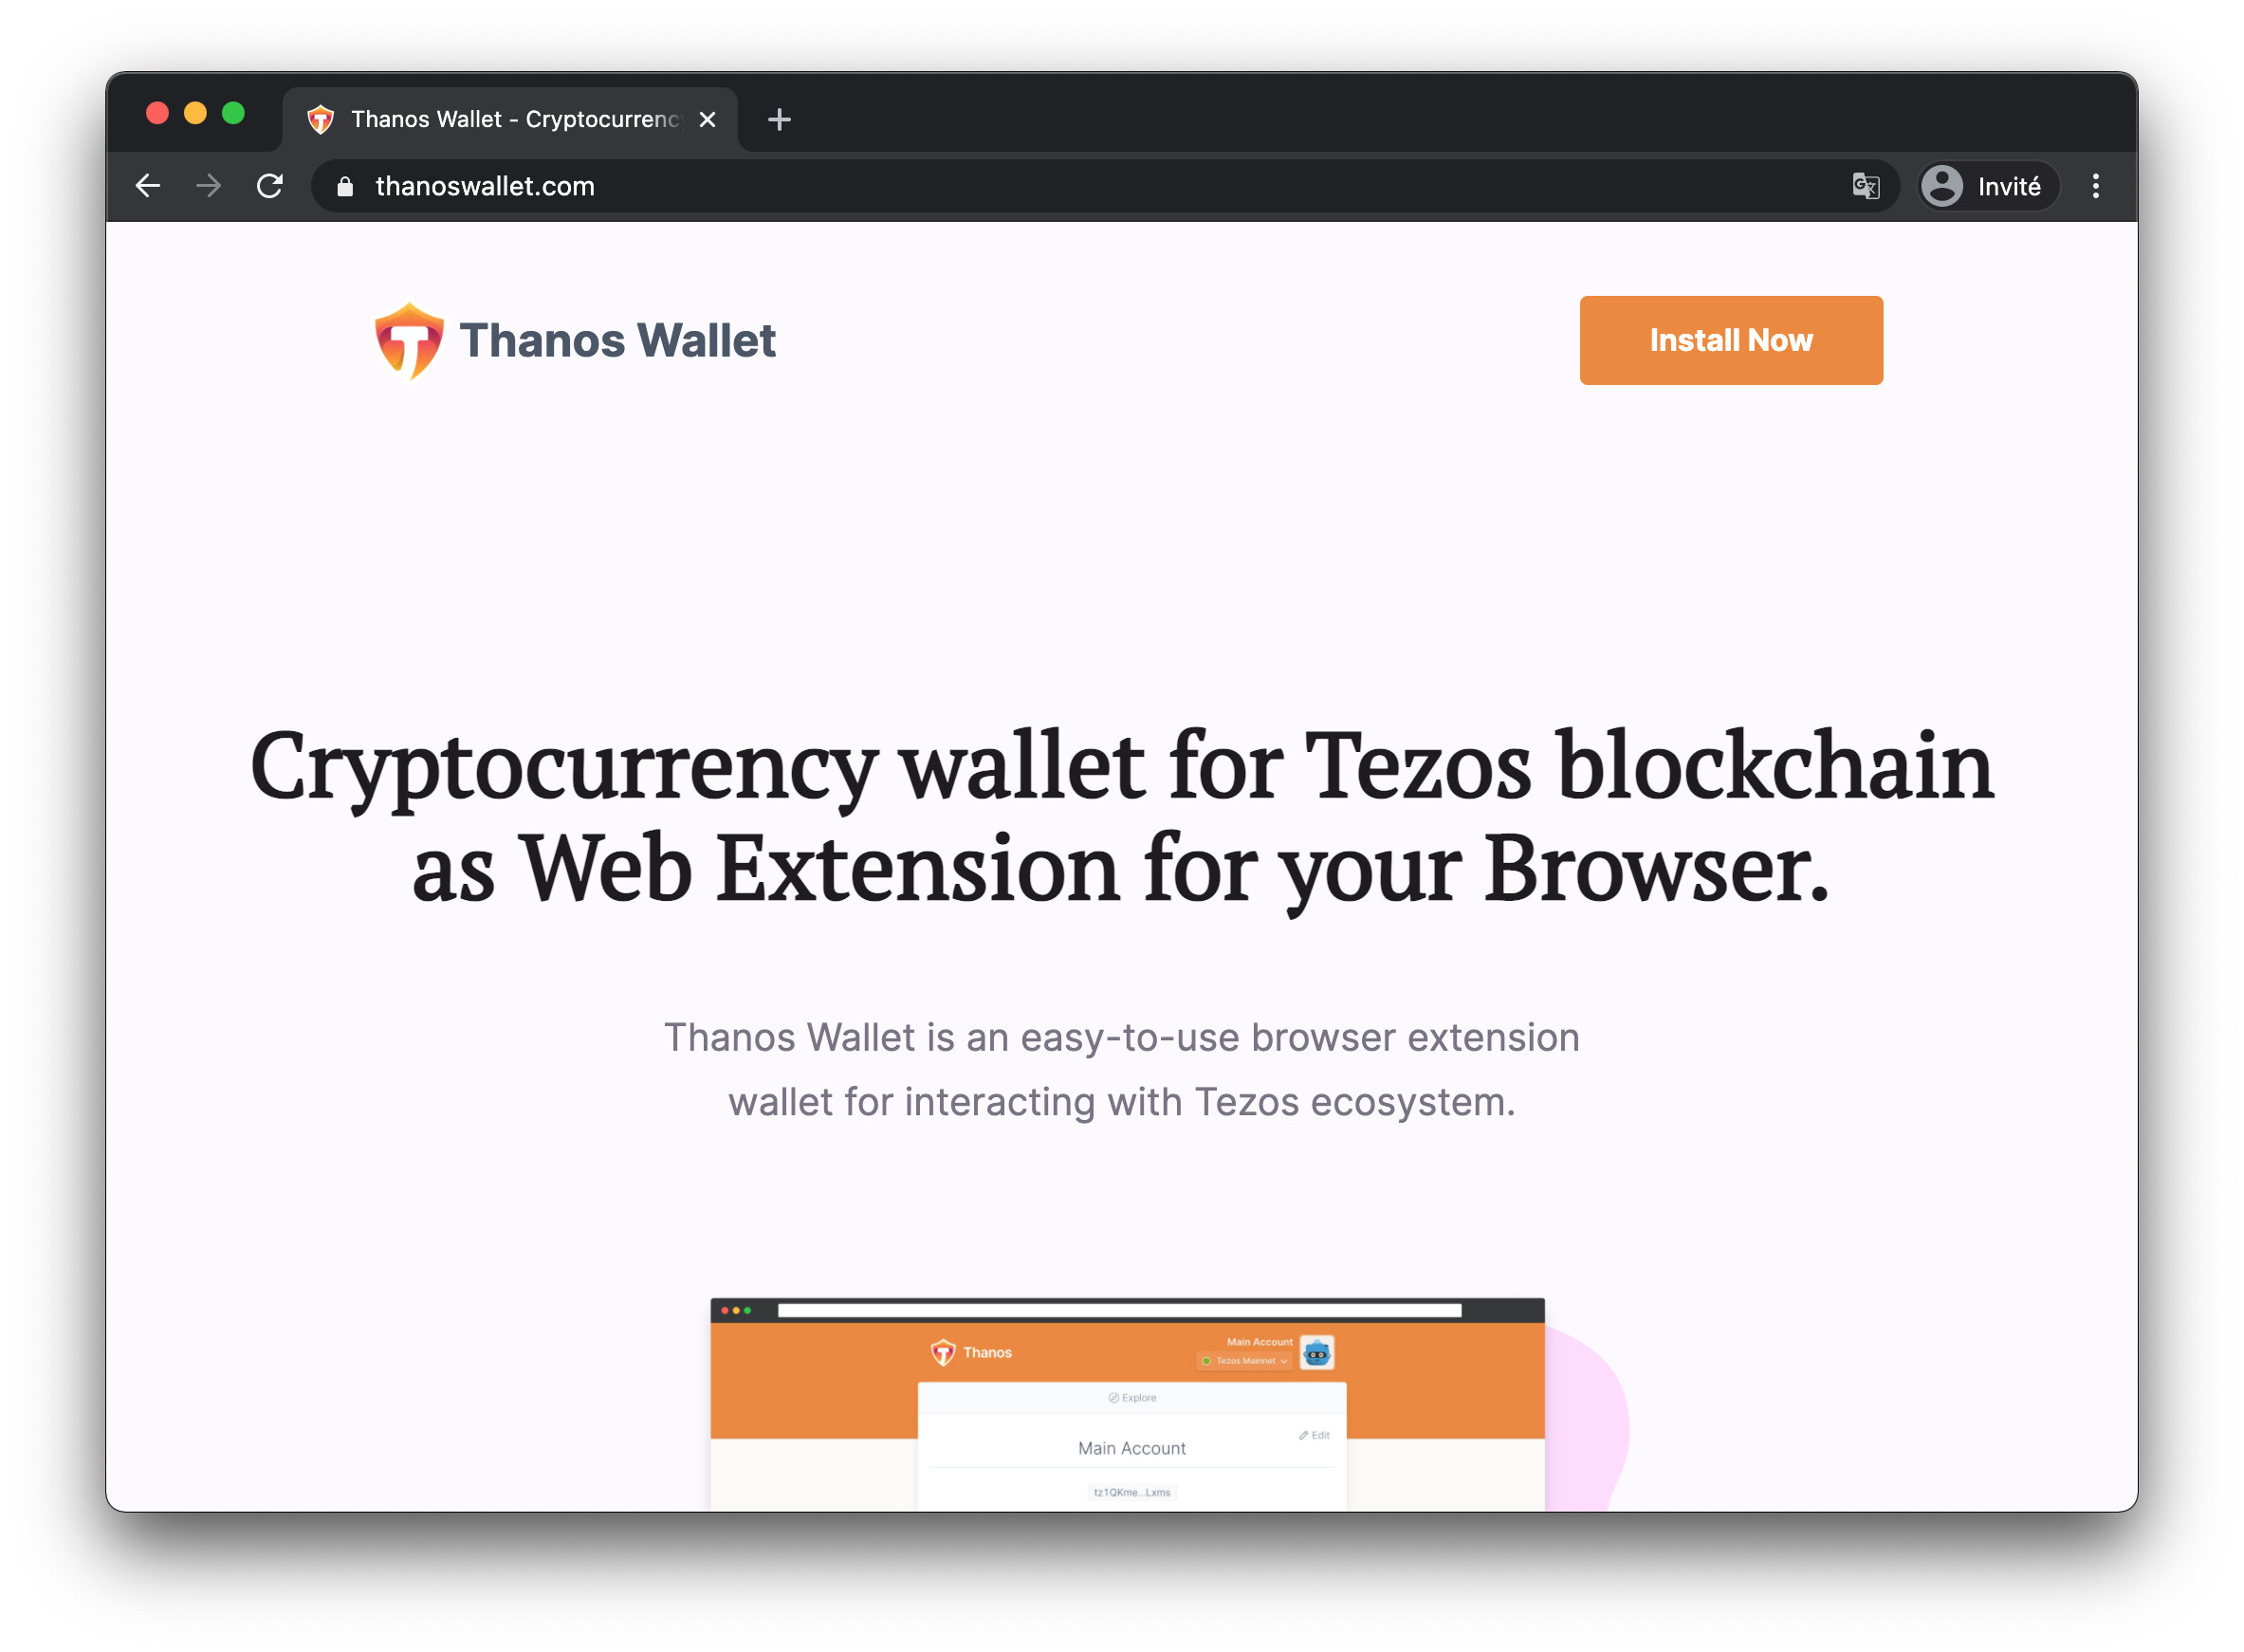 Thanos Wallet - Cryptocurrenc
thanoswallet.com
Invité
Thanos Wallet
Install Now
Cryptocurrency wallet for Tezos blockchain
as Web Extension for your Browser.
Thanos Wallet is an easy-to-use browser extension
wallet for interacting with Tezos ecosystem.
Thanos
Main Account
Tezos Mainnet
Explore
Edit
Main Account
tz1QKme...Lxms